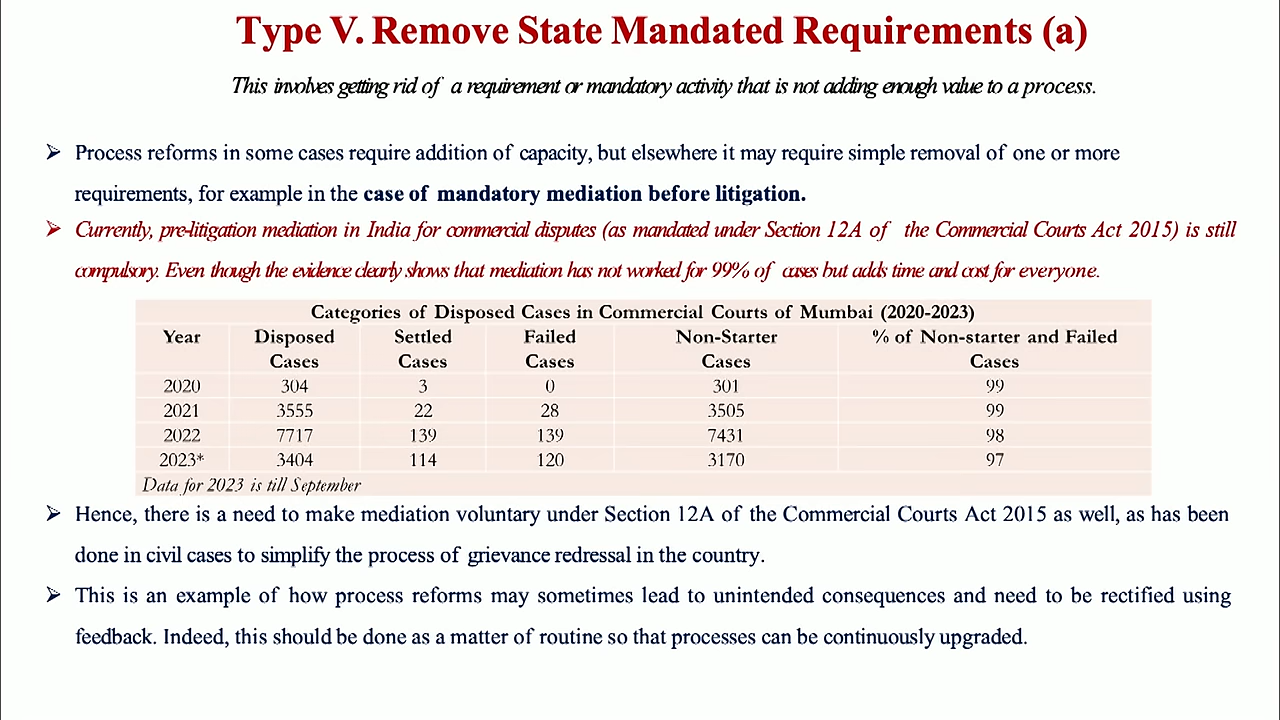 Type V. Remove State Mandated Requirements (a)
This involves getting rid of a requirement or mandatory activity that is not adding enough value to a process.
➢ Process reforms in some cases require addition of capacity, but elsewhere it may require simple removal of one or more
requirements, for example in the case of mandatory mediation before litigation.
➢ Currently, pre-litigation mediation in India for commercial disputes (as mandated under Section 12A of the Commercial Courts Act 2015) is still
compulsory. Even though the evidence clearly shows that mediation has not worked for 99% of cases but adds time and cost for everyone.
Categories of Disposed Cases in Commercial Courts of Mumbai (2020-2023)
Year Disposed Settled Failed Non-Starter % of Non-starter and Failed
Cases Cases Cases Cases Cases
2020 304 3 0 301 99
2021 3555 22 28 3505 99
2022 7717 139 139 7431 98
2023* 3404 114 120 3170 97
Data for 2023 is till September
➢ Hence, there is a need to make mediation voluntary under Section 12A of the Commercial Courts Act 2015 as well, as has been
done in civil cases to simplify the process of grievance redressal in the country.
➢ This is an example of how process reforms may sometimes lead to unintended consequences and need to be rectified using
feedback. Indeed, this should be done as a matter of routine so that processes can be continuously upgraded.